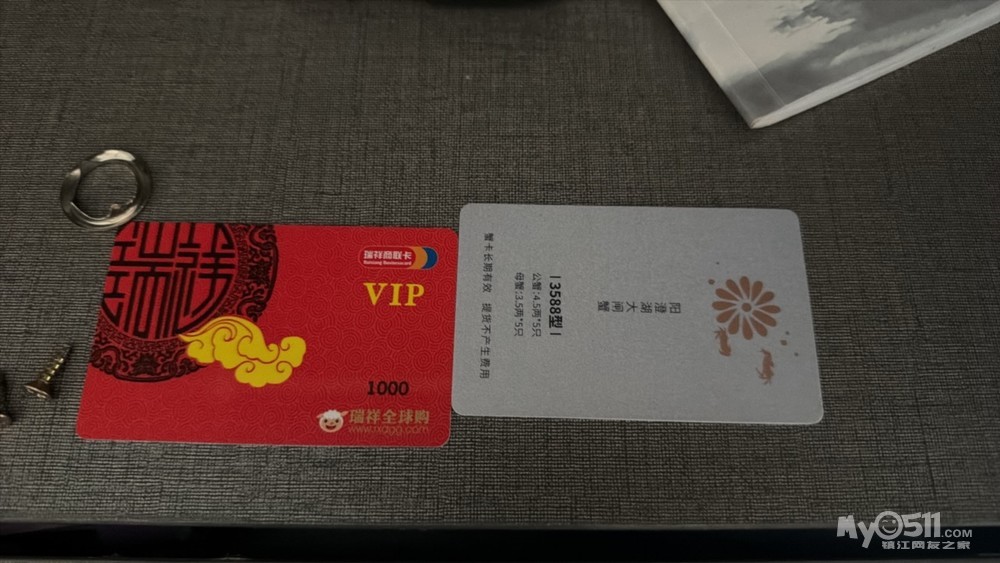 瑞祥
瑞祥商联卡
VIP
1000
瑞祥全球购
www.rxqqg.com
阳澄湖大闸蟹
| 3588型 |
公蟹:4.5两*5只
母蟹:3.5两*5只
蟹卡长期有效 提货不产生费用
My0511.COM
镇江网友之家